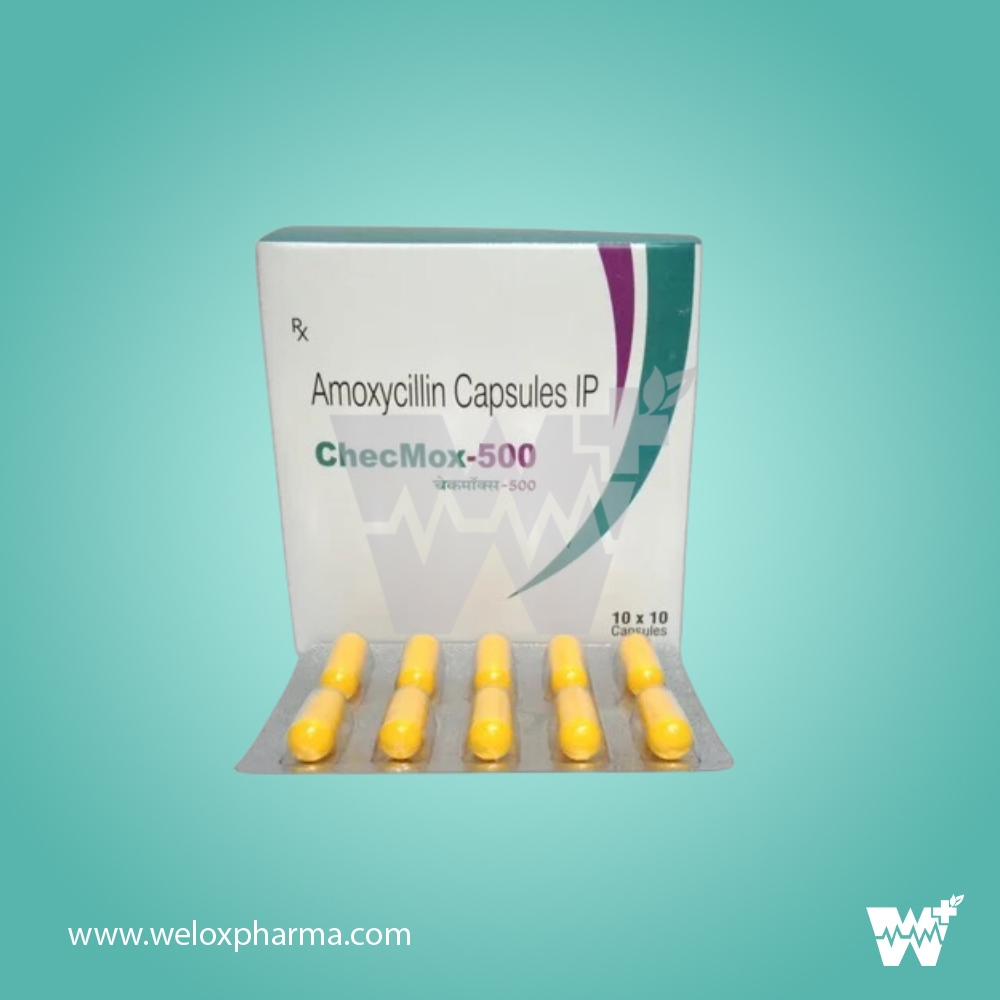 Rx
Amoxycillin Capsules IP
ChecMox-500
चेकमॉक्स-500
10 x 10
Capsules
www.weloxpharma.com